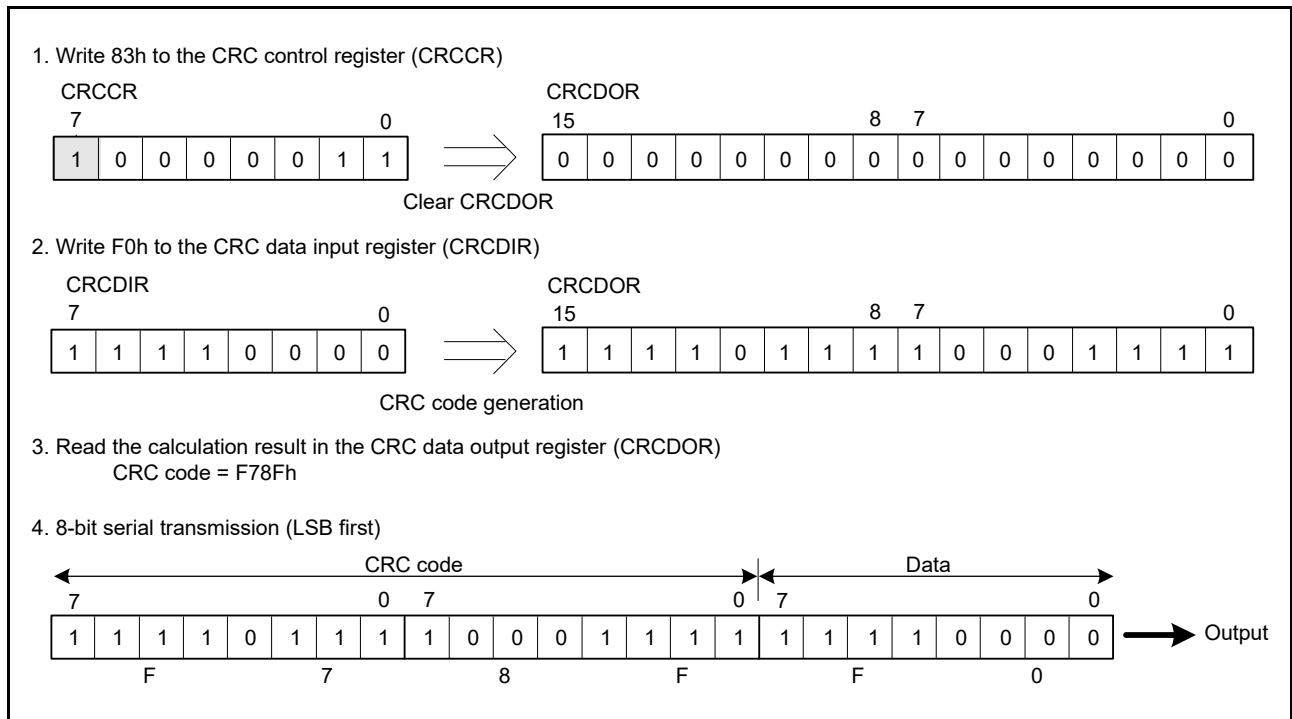 1. Write 83h to the CRC control register (CRCCR)
CRCCR CRCDOR
7 0 15 8 7 0
1 0 0 0 0 0 1 1 0 0 0 0 0 0 0 0 0 0 0 0 0 0 0 0
Clear CRCDOR
2. Write F0h to the CRC data input register (CRCDIR)
CRCDIR CRCDOR
7 0 15 8 7 0
1 1 1 1 0 0 0 0 1 1 1 1 0 1 1 1 1 0 0 0 1 1 1 1
CRC code generation
3. Read the calculation result in the CRC data output register (CRCDOR)
CRC code = F78Fh
4. 8-bit serial transmission (LSB first)
CRC code Data
7 0 7 0 7 0
1 1 1 1 0 1 1 1 1 0 0 0 1 1 1 1 1 1 1 1 0 0 0 0 Output
F 7 8 F F 0